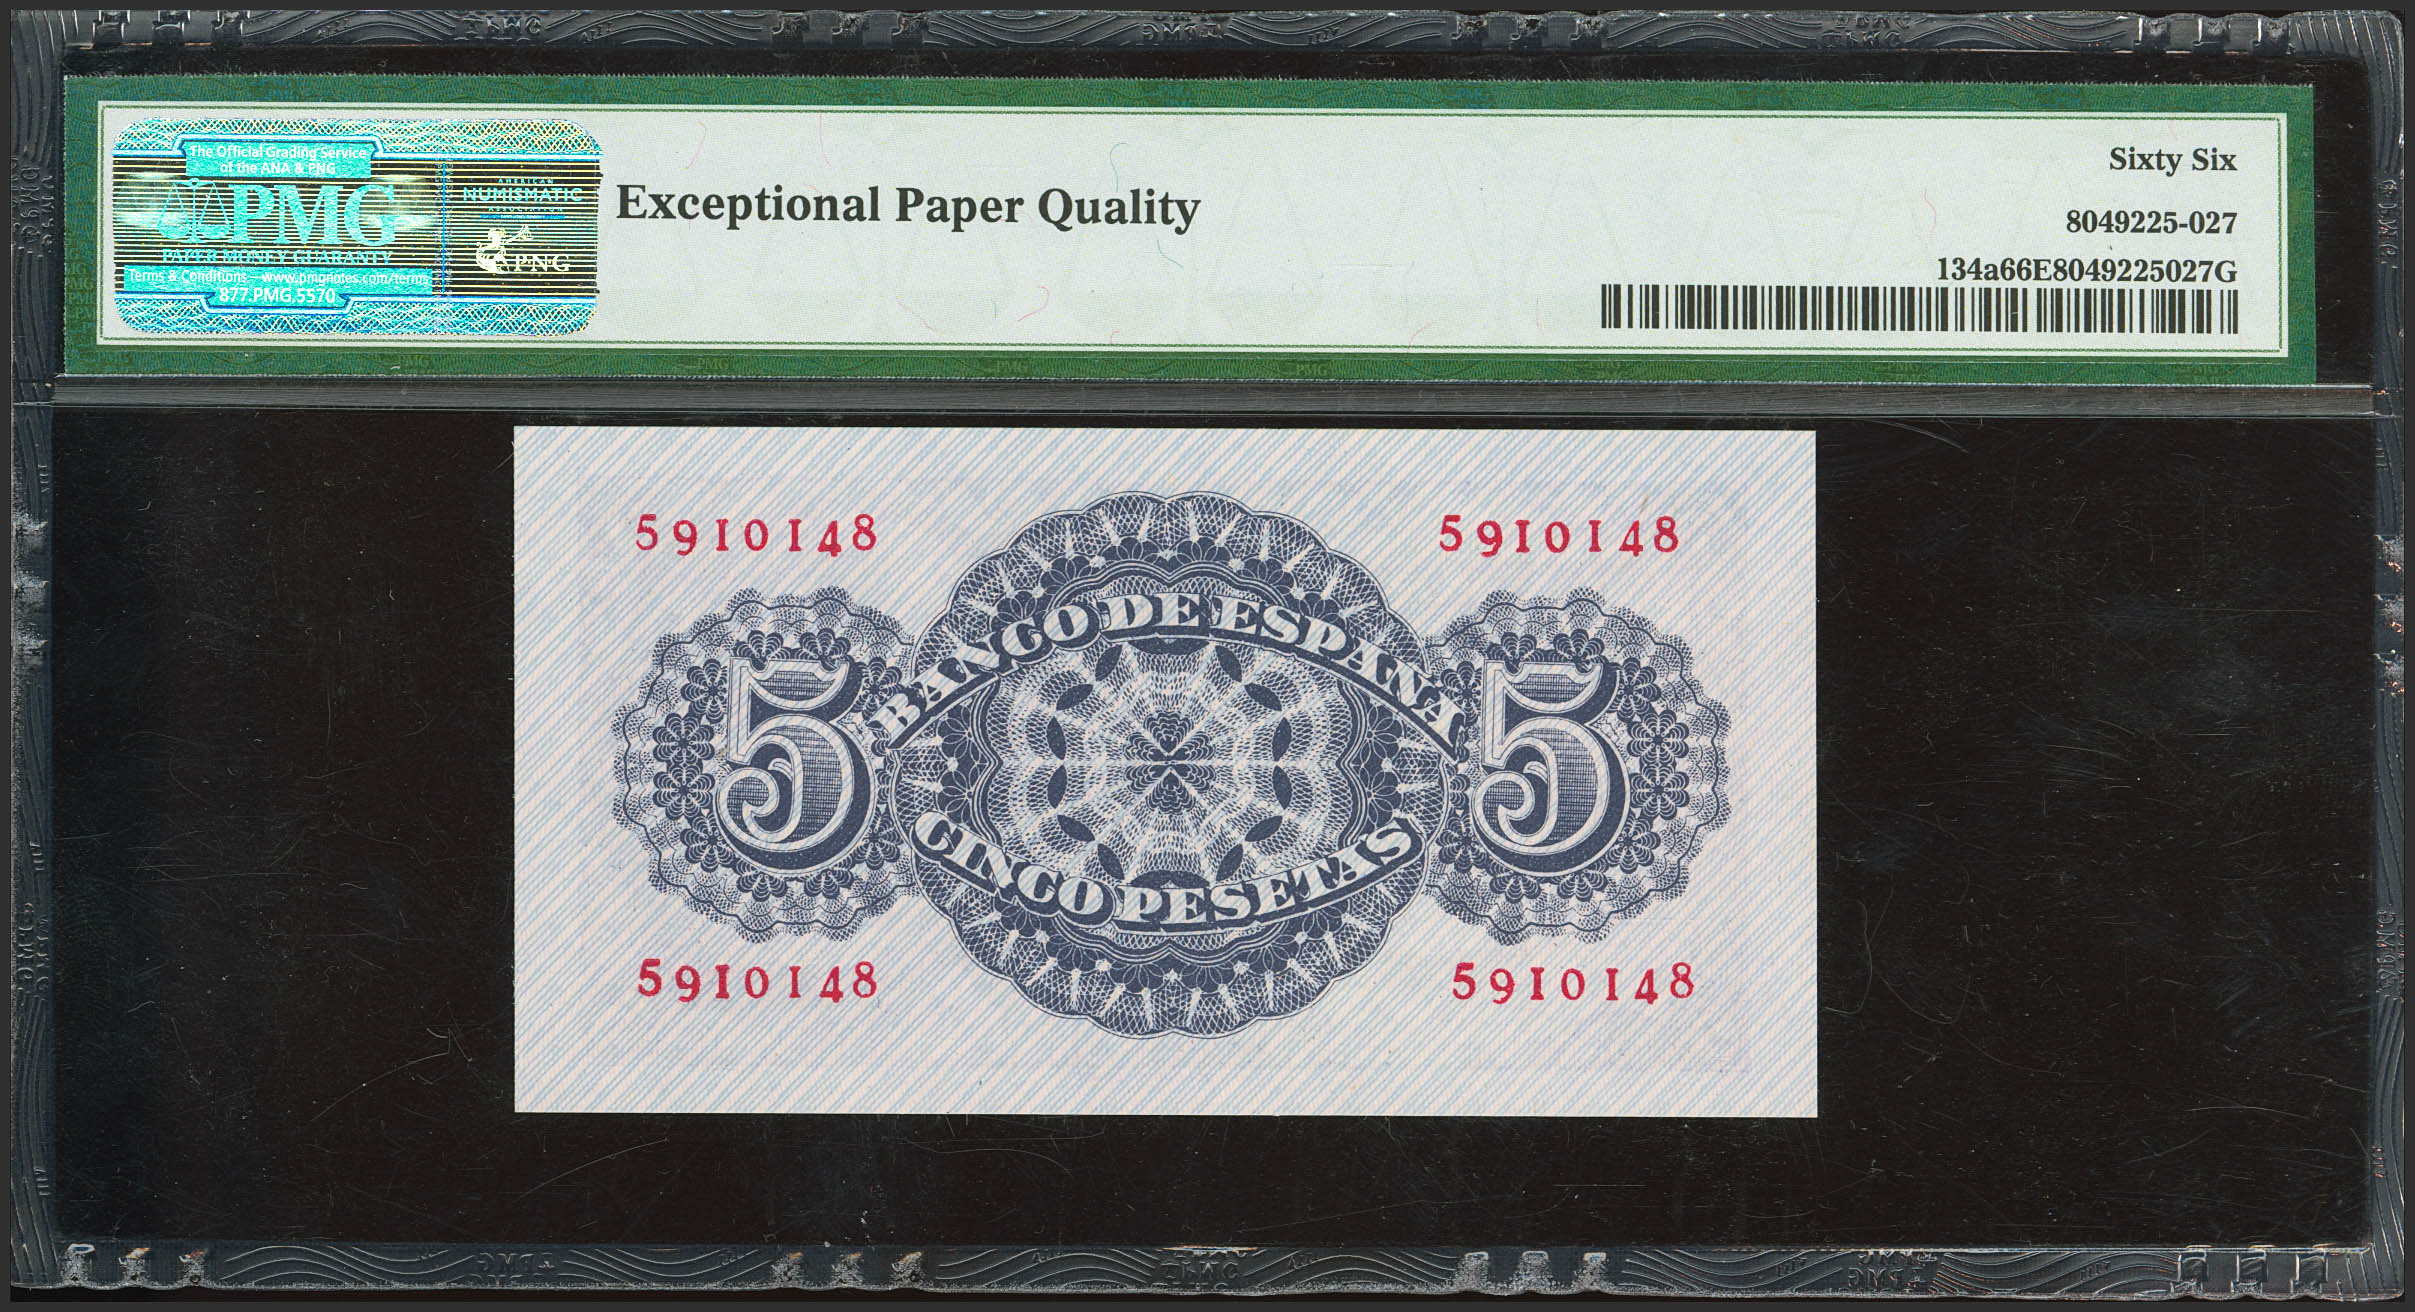 The Official Grading Service
of the ANA & PNG
PMG
PAPER MONEY GUARANTY
Terms & Conditions—www.pmgnotes.com/terms
877.PMG.5570
AMERICAN
NUMISMATIC
ASSOCIATION
PNG
Exceptional Paper Quality
Sixty Six
8049225-027
134a66E8049225027G
5910148
5910148
BANCO DE ESPAÑA
5
5
CINCO PESETAS
5910148
5910148